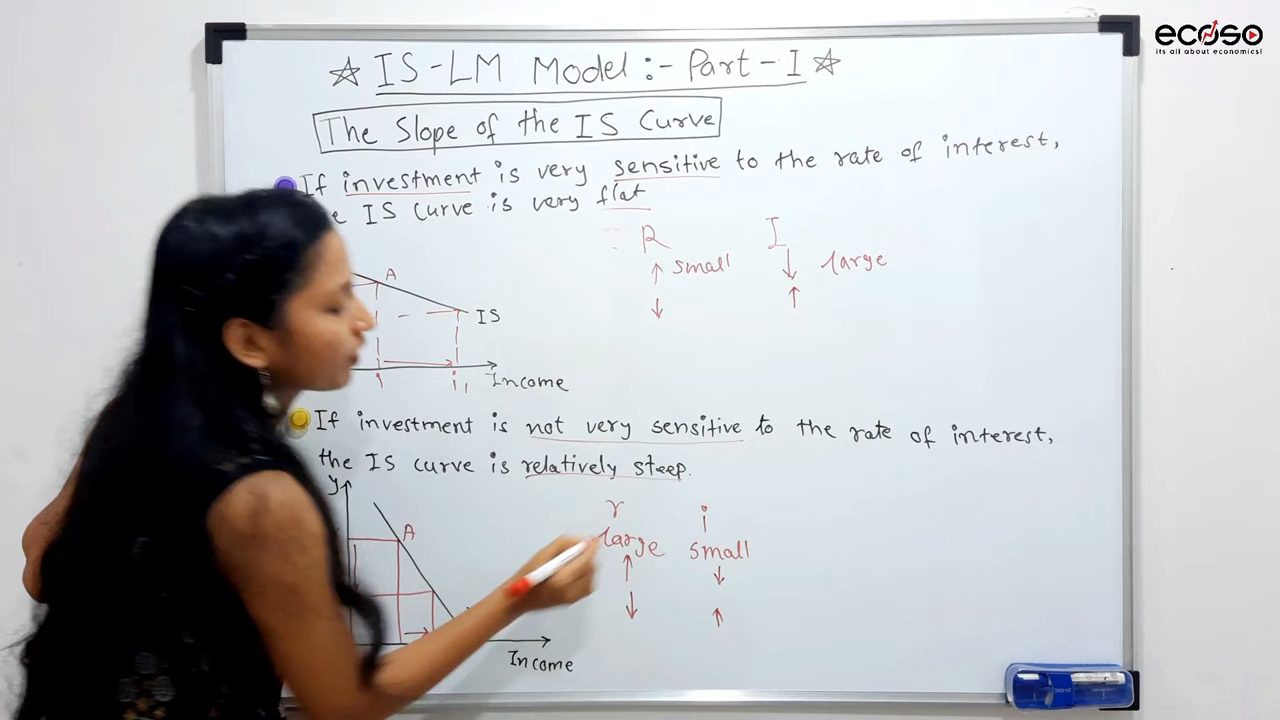 ecoso
its all about economics!
IS-LM Model :- Part-I
The Slope of the IS Curve
If investment is very sensitive to the rate of interest,
IS curve is very flat
R I
small large
A
IS
i i1
Income
If investment is not very sensitive to the rate of interest,
the IS curve is relatively steep.
y
r i
large small
A
Income